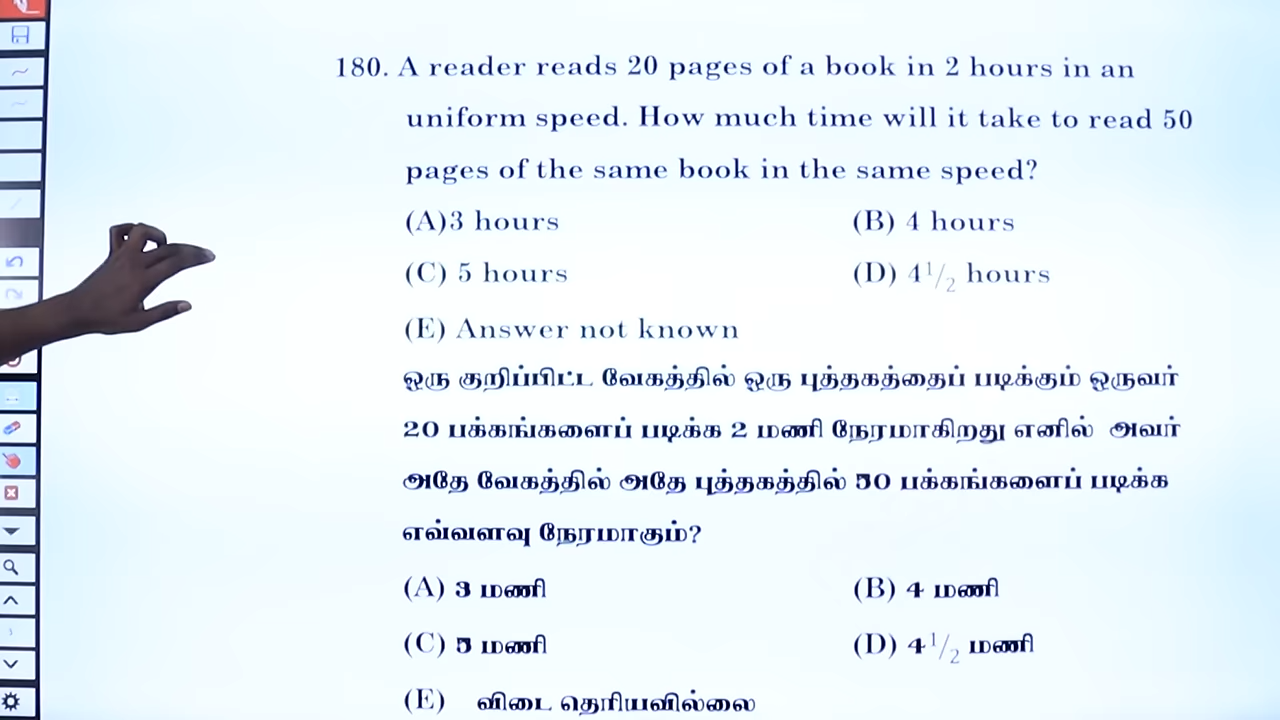 180. A reader reads 20 pages of a book in 2 hours in an
uniform speed. How much time will it take to read 50
pages of the same book in the same speed?
(A)3 hours (B) 4 hours
(C) 5 hours (D) 4 1/2 hours
(E) Answer not known
ஒரு குறிப்பிட்ட வேகத்தில் ஒரு புத்தகத்தைப் படிக்கும் ஒருவர்
20 பக்கங்களைப் படிக்க 2 மணி நேரமாகிறது எனில் அவர்
அதே வேகத்தில் அதே புத்தகத்தில் 50 பக்கங்களைப் படிக்க
எவ்வளவு நேரமாகும்?
(A) 3 மணி (B) 4 மணி
(C) 5 மணி (D) 4 1/2 மணி
(E) விடை தெரியவில்லை